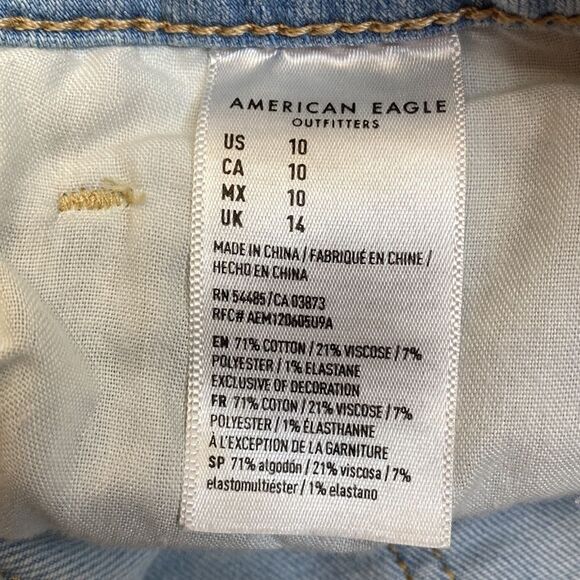 AMERICAN EAGLE
OUTFITTERS
US 10
CA 10
MX 10
UK 14
MADE IN CHINA / FABRIQUÉ EN CHINE /
HECHO EN CHINA
RN 54485 / CA 03873
RFC# AEM120605U9A
EN 71% COTTON / 21% VISCOSE / 7%
POLYESTER / 1% ELASTANE
EXCLUSIVE OF DECORATION
FR 71% COTON / 21% VISCOSE / 7%
POLYESTER / 1% ÉLASTHANNE
À L'EXCEPTION DE LA GARNITURE
SP 71% algodón / 21% viscosa / 7%
elastomultiéster / 1% elastano